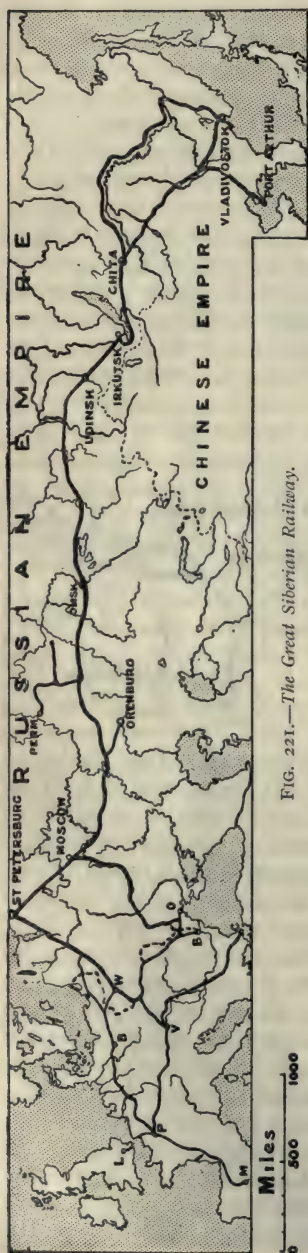 RUSSIAN EMPIRE
ST PETERSBURG
MOSCOW
PERM
ORENBURG
OMSK
UDINSK
IRKUTSK
CHITA
CHINESE EMPIRE
VLADIVOSTOK
PORT ARTHUR
L
P
M
B
W
V
B
O
C
Miles
0 500 1000
FIG. 221.—The Great Siberian Railway.